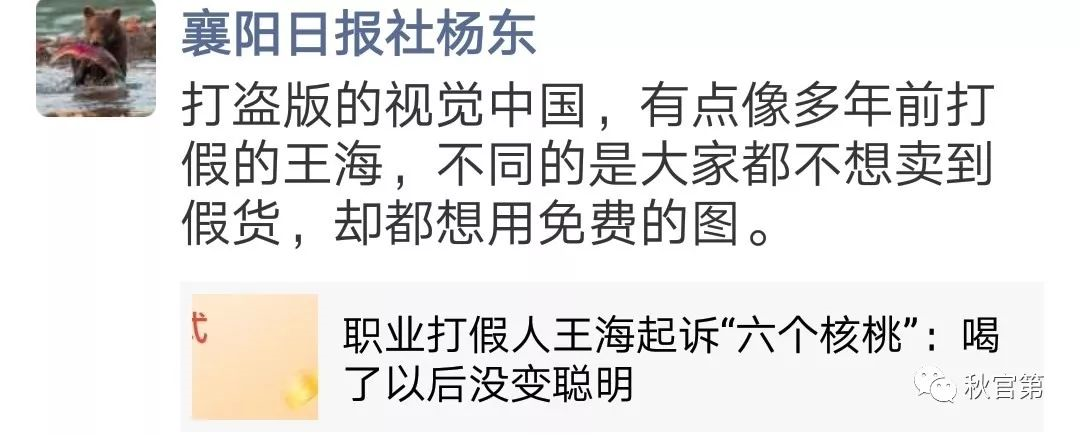 襄阳日报社杨东
打盗版的视觉中国，有点像多年前打
假的王海，不同的是大家都不想卖到
假货，却都想用免费的图。
式
职业打假人王海起诉“六个核桃”：喝
了以后没变聪明
秋官第